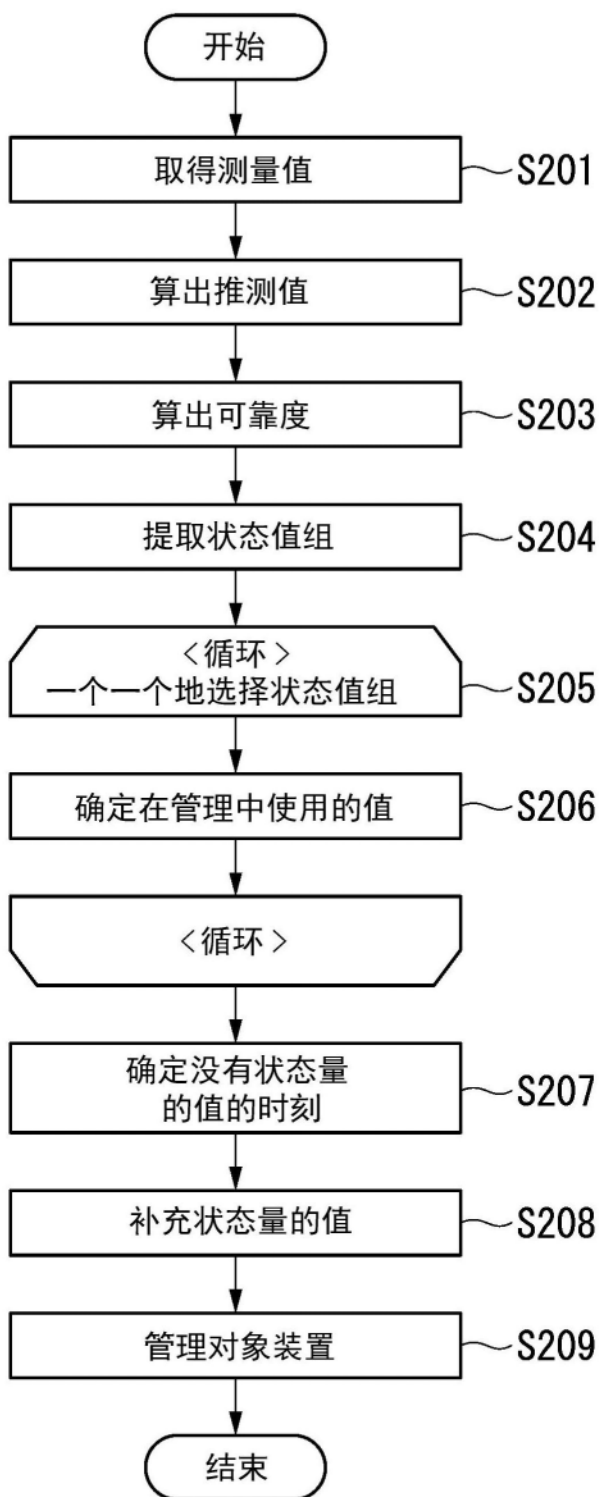 开始
取得测量值
S201
算出推测值
S202
算出可靠度
S203
提取状态值组
S204
<循环>
一个一个地选择状态值组
S205
确定在管理中使用的值
S206
<循环>
确定没有状态量
的值的时刻
S207
补充状态量的值
S208
管理对象装置
S209
结束